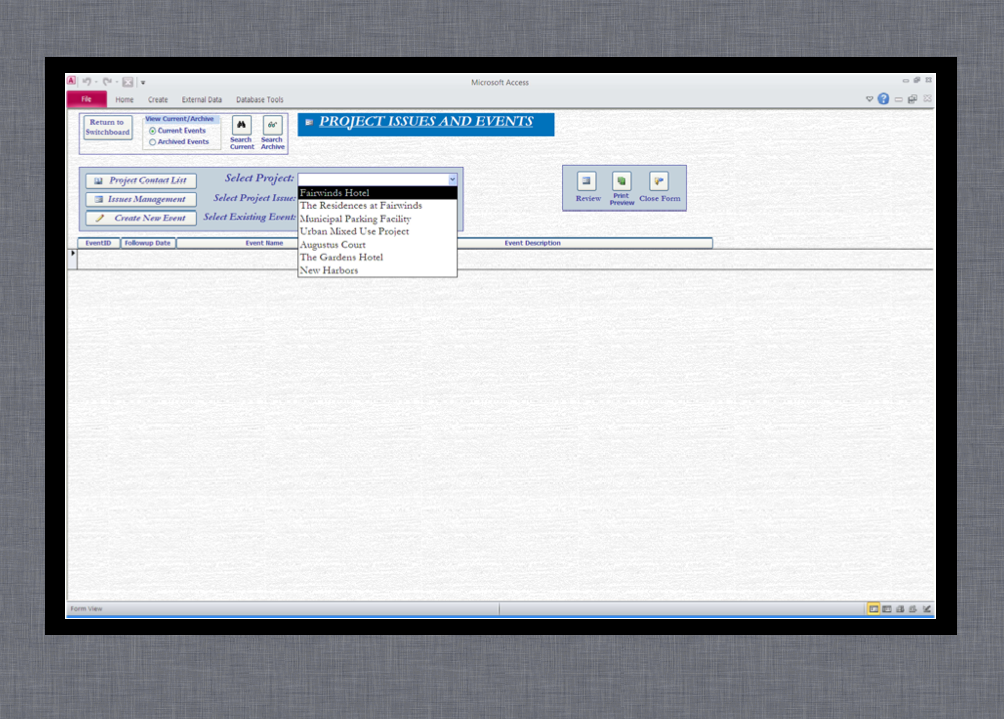 Microsoft Access
File Home Create External Data Database Tools
Return to Switchboard
View Current/Archive
Current Events
Archived Events
Search Current
Search Archive
PROJECT ISSUES AND EVENTS
Project Contact List
Issues Management
Create New Event
Select Project:
Select Project Issue:
Select Existing Event:
Fairwinds Hotel
The Residences at Fairwinds
Municipal Parking Facility
Urban Mixed Use Project
Augustus Court
The Gardens Hotel
New Harbors
Review
Print Preview
Close Form
EventID Followup Date Event Name Event Description
Form View